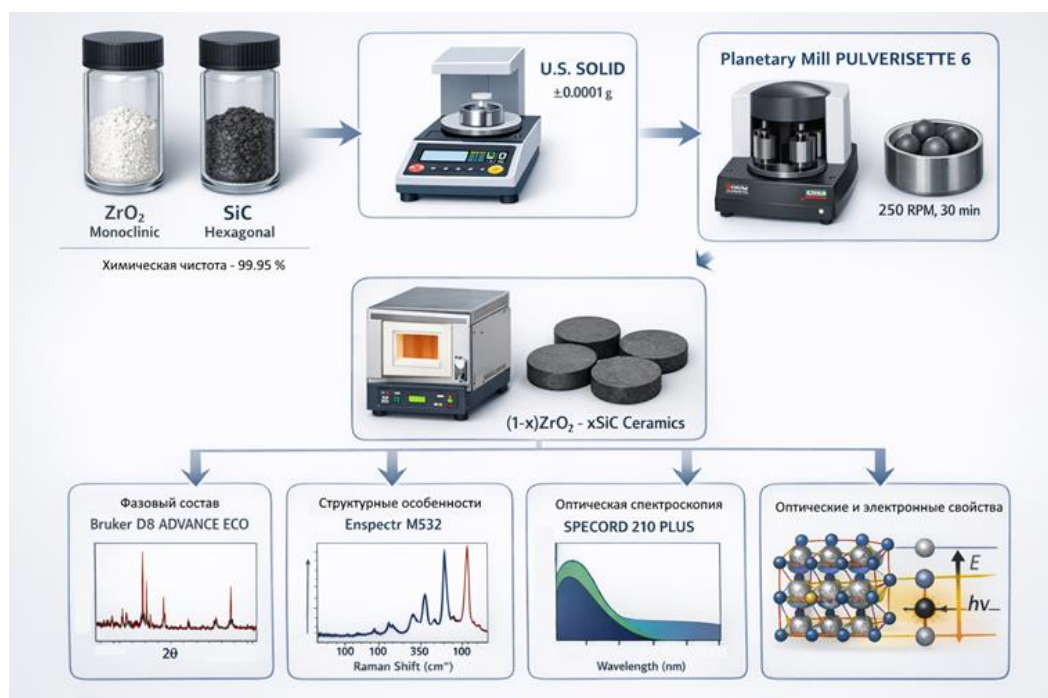 ZrO₂
Monoclinic
SiC
Hexagonal
Химическая чистота - 99.95 %
U.S. SOLID
±0.0001 g
Planetary Mill PULVERISETTE 6
250 RPM, 30 min
(1-x)ZrO₂ - xSiC Ceramics
Фазовый состав
Bruker D8 ADVANCE ECO
2θ
Структурные особенности
Enspectr M532
100 100 350 100
Raman Shift (cm⁻¹)
Оптическая спектроскопия
SPECORD 210 PLUS
Wavelength (nm)
Оптические и электронные свойства
E
hν